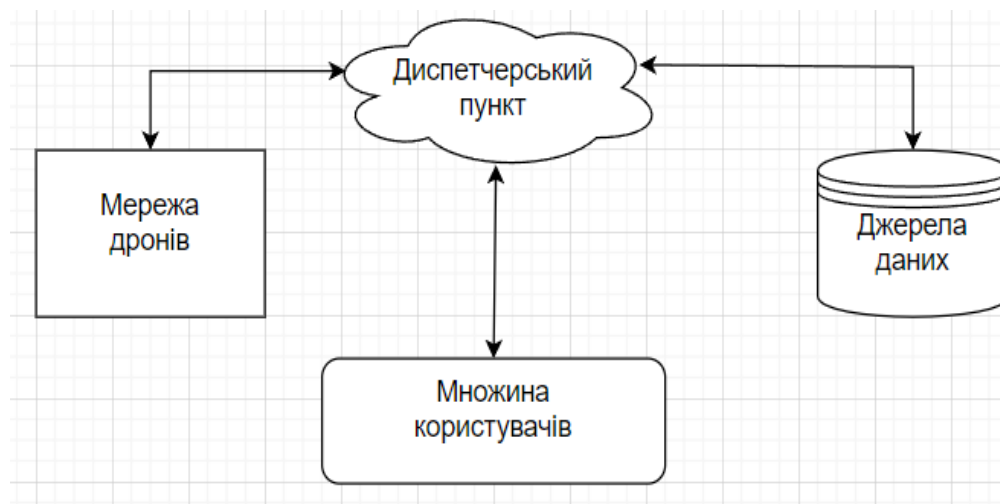 Диспетчерський
пункт
Мережа
дронів
Джерела
даних
Множина
користувачів